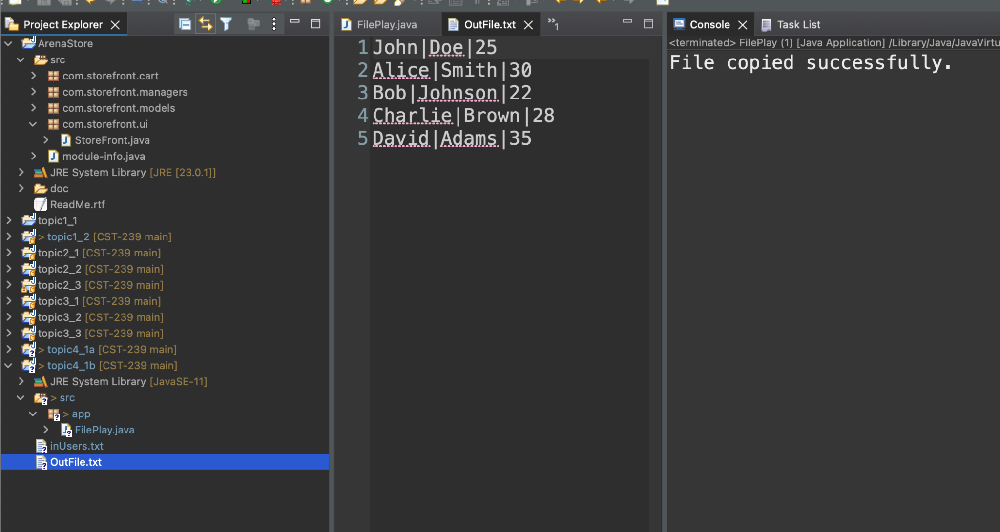 Project Explorer
ArenaStore
src
com.storefront.cart
com.storefront.managers
com.storefront.models
com.storefront.ui
StoreFront.java
module-info.java
JRE System Library [JRE [23.0.1]]
doc
ReadMe.rtf
topic1_1
> topic1_2 [CST-239 main]
topic2_1 [CST-239 main]
topic2_2 [CST-239 main]
topic2_3 [CST-239 main]
topic3_1 [CST-239 main]
topic3_2 [CST-239 main]
topic3_3 [CST-239 main]
> topic4_1a [CST-239 main]
> topic4_1b [CST-239 main]
JRE System Library [JavaSE-11]
> src
> app
FilePlay.java
inUsers.txt
OutFile.txt
FilePlay.java OutFile.txt »1
1 John|Doe|25
2 Alice|Smith|30
3 Bob|Johnson|22
4 Charlie|Brown|28
5 David|Adams|35
Console Task List
<terminated> FilePlay (1) [Java Application] /Library/Java/JavaVirtu
File copied successfully.